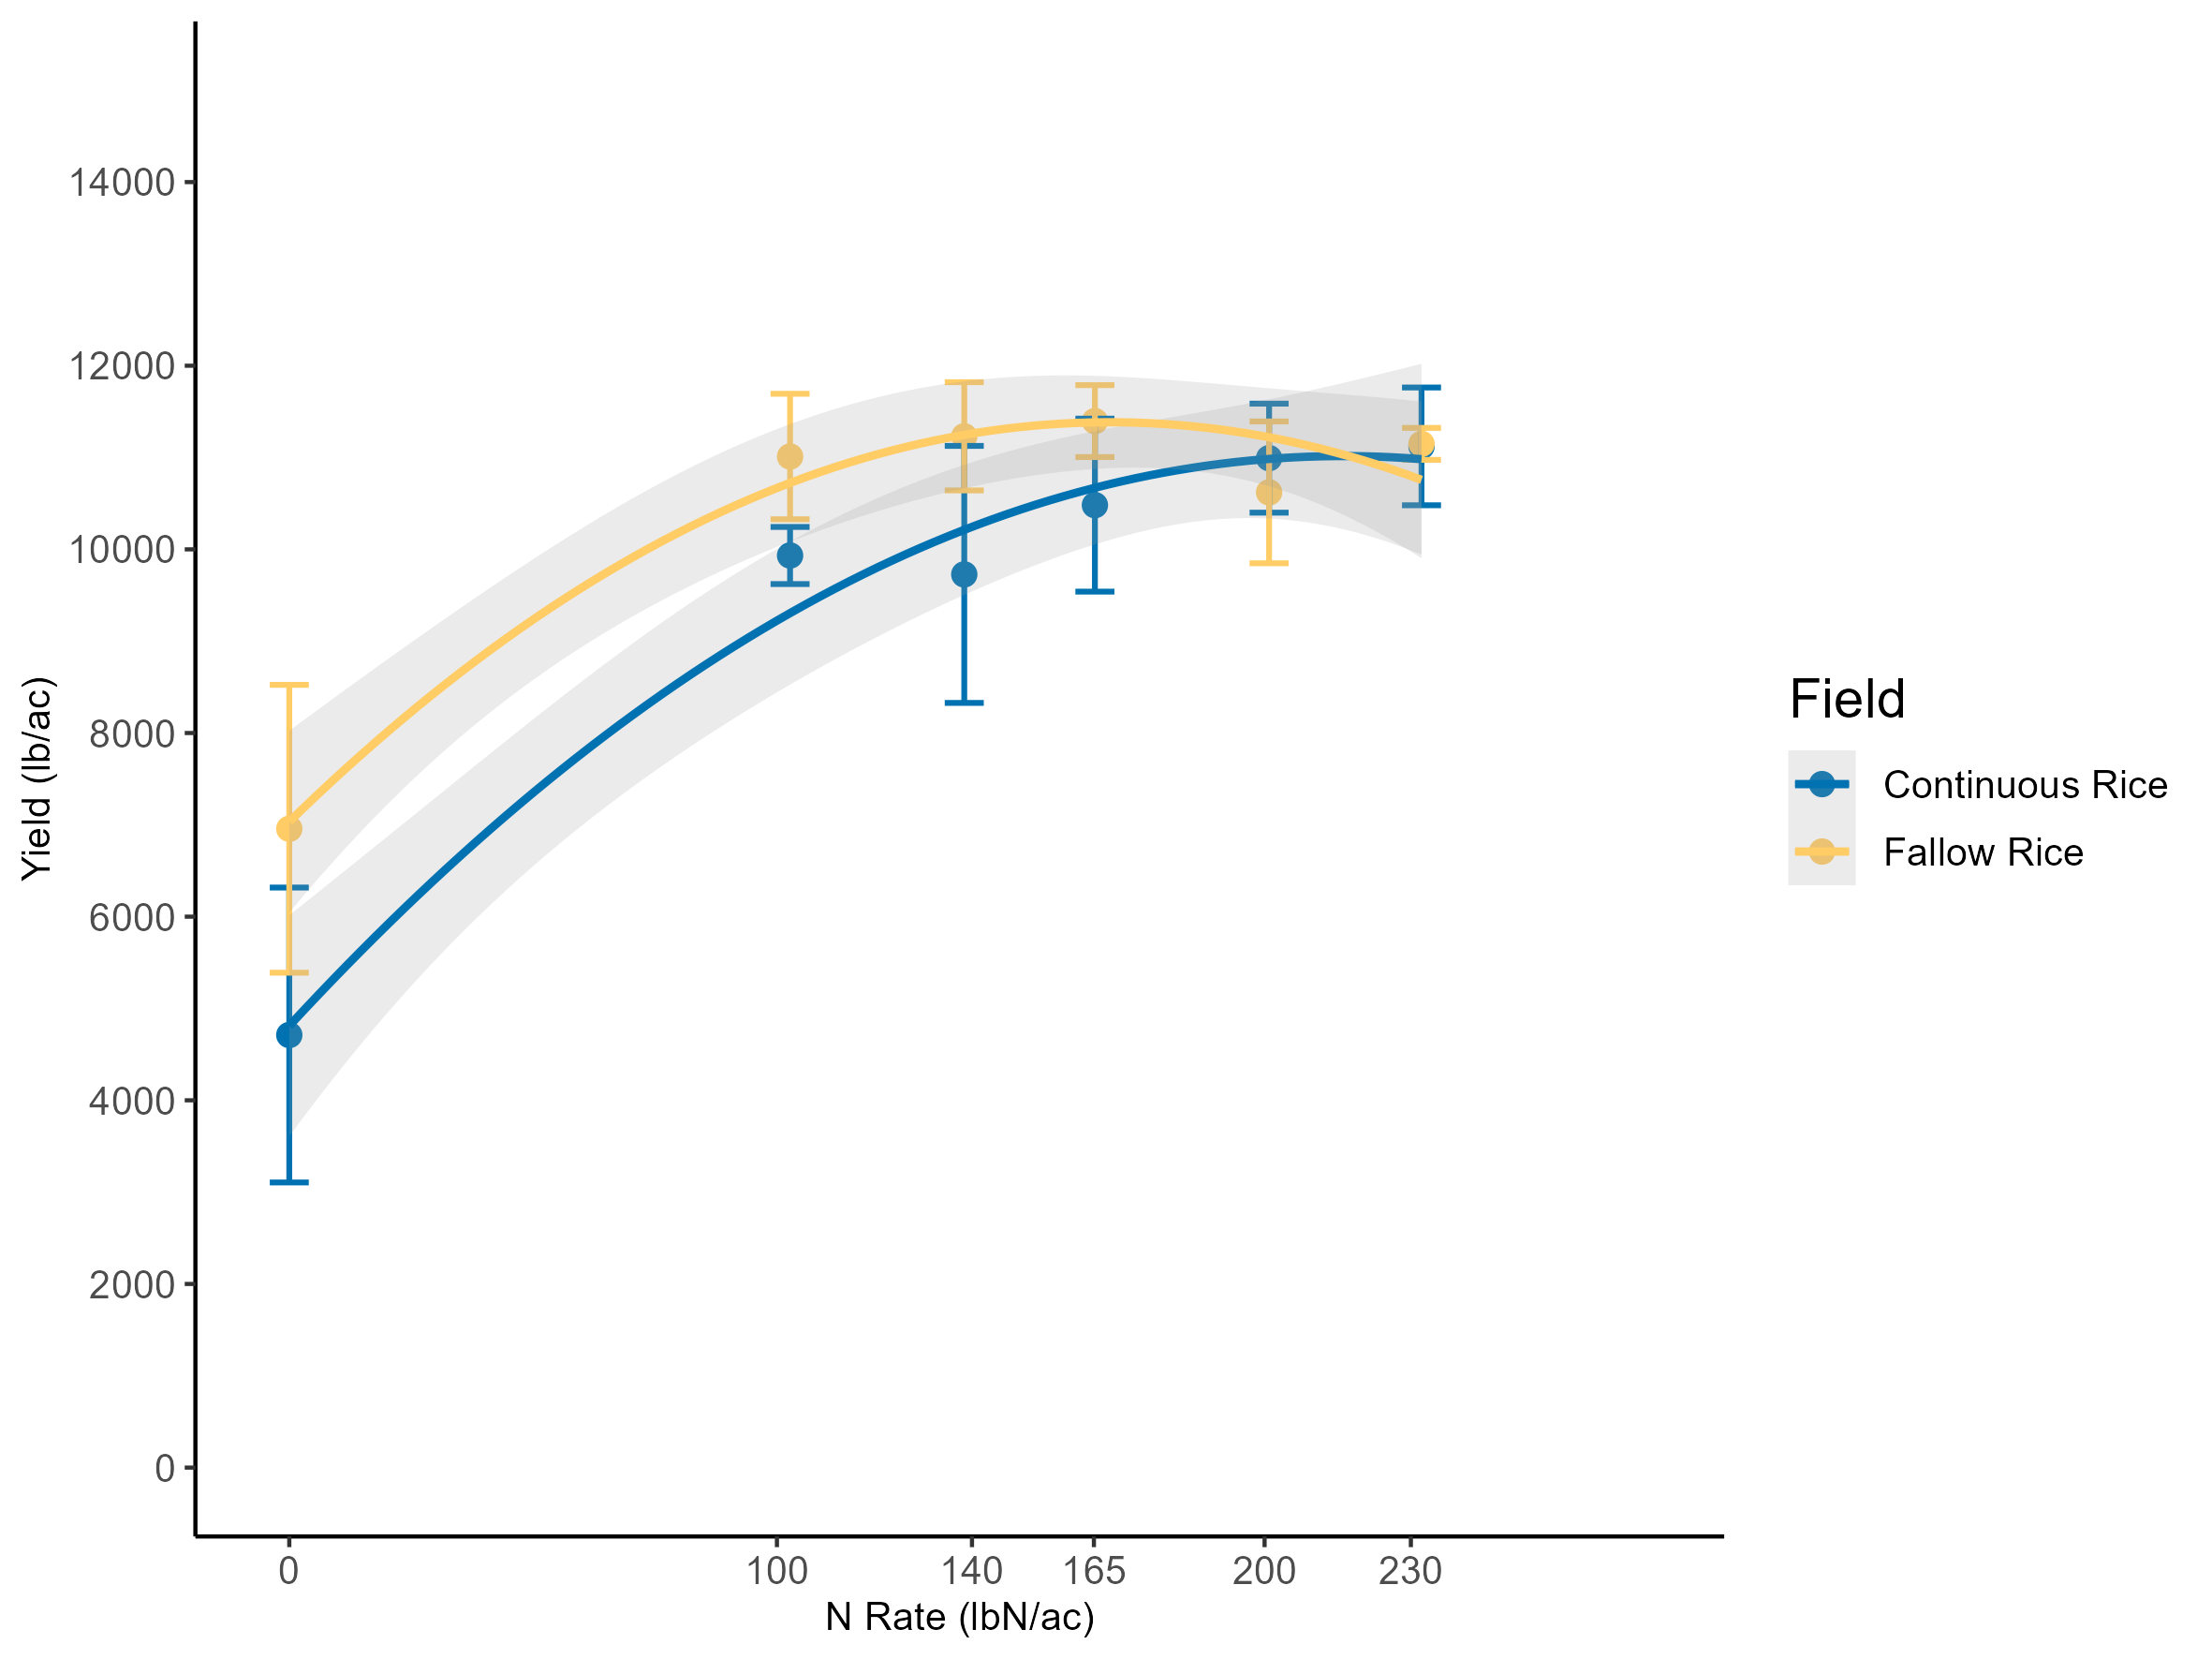 14000
12000
10000
8000
6000
4000
2000
0
Yield (lb/ac)
0 100 140 165 200 230
N Rate (lbN/ac)
Field
Continuous Rice
Fallow Rice